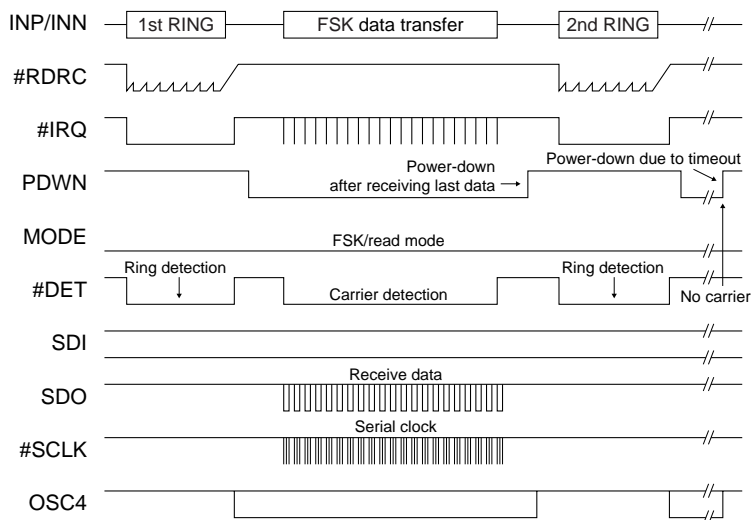 INP/INN
1st RING
FSK data transfer
2nd RING
#RDRC
#IRQ
PDWN
Power-down
after receiving last data
Power-down due to timeout
MODE
FSK/read mode
#DET
Ring detection
Carrier detection
Ring detection
No carrier
SDI
SDO
Receive data
#SCLK
Serial clock
OSC4